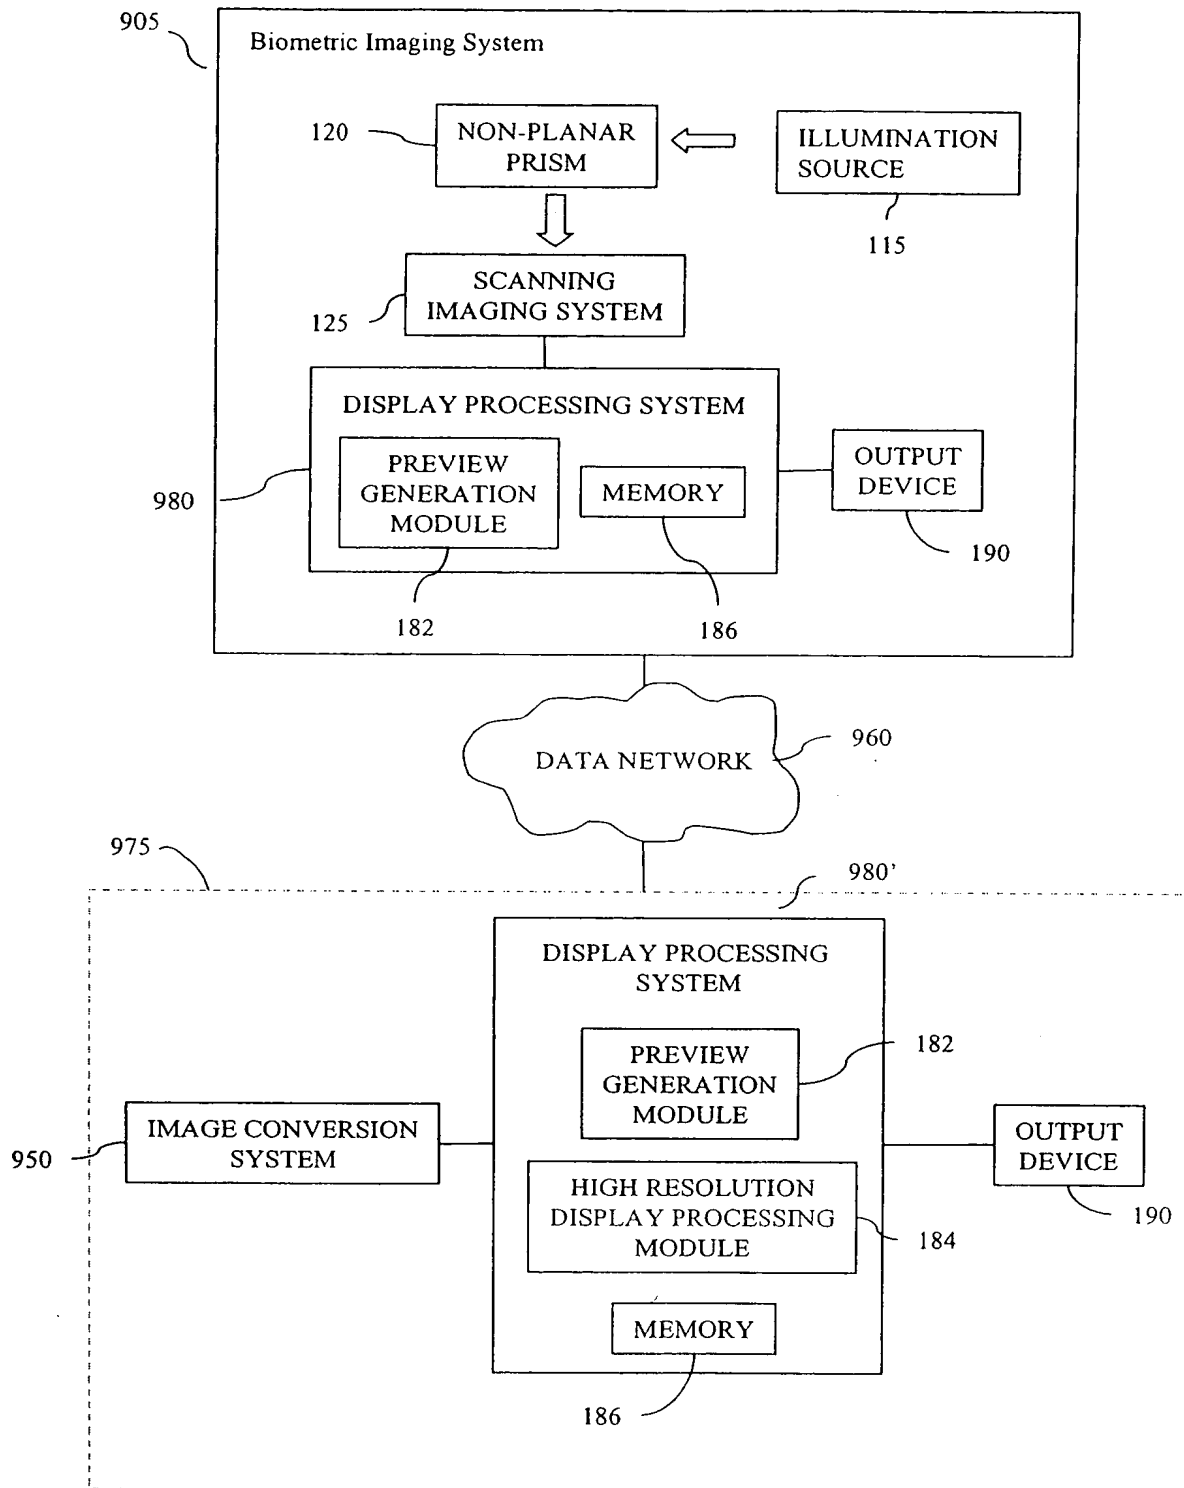 905
Biometric Imaging System
120
NON-PLANAR
PRISM
ILLUMINATION
SOURCE
115
SCANNING
IMAGING SYSTEM
125
DISPLAY PROCESSING SYSTEM
PREVIEW
GENERATION
MODULE
MEMORY
OUTPUT
DEVICE
980
190
182
186
DATA NETWORK
960
975
980'
DISPLAY PROCESSING
SYSTEM
PREVIEW
GENERATION
MODULE
182
IMAGE CONVERSION
SYSTEM
950
OUTPUT
DEVICE
190
HIGH RESOLUTION
DISPLAY PROCESSING
MODULE
184
MEMORY
186